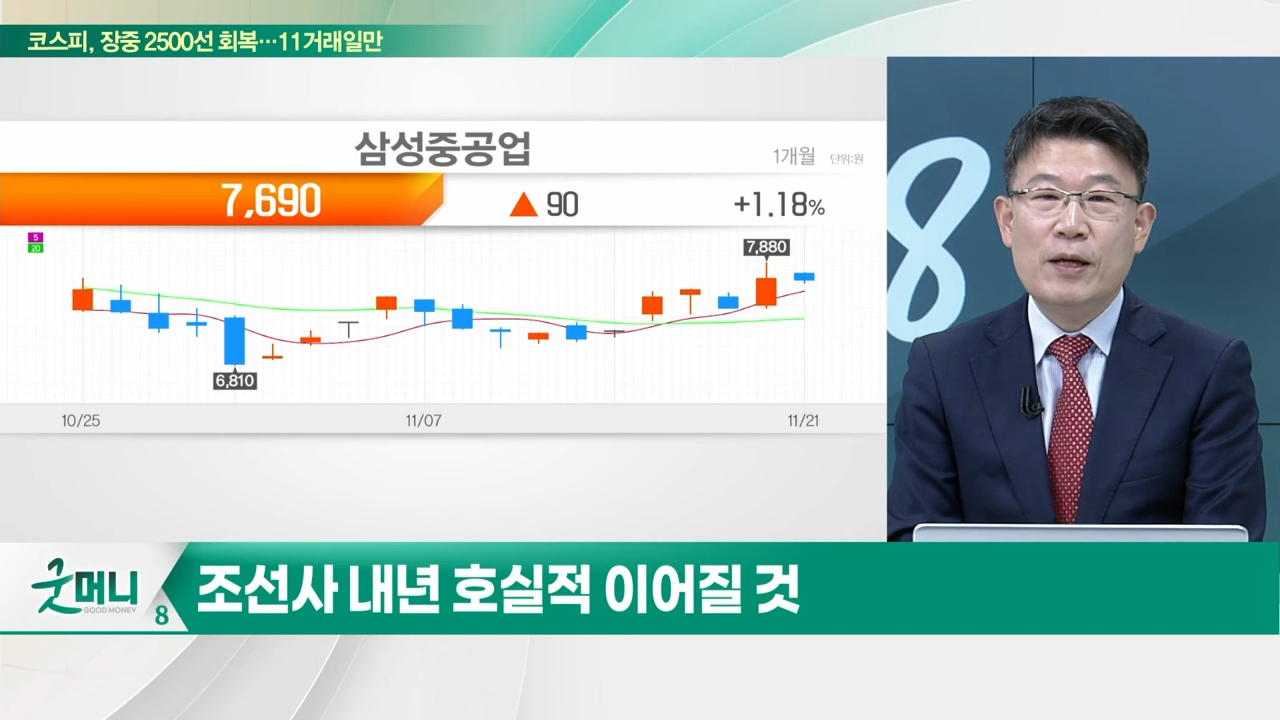 코스피, 장중 2500선 회복…11거래일만
삼성중공업
1개월 단위:원
7,690 ▲ 90 +1.18%
5
20
7,880
6,810
10/25 11/07 11/21
8
굿머니
GOOD MONEY
8
조선사 내년 호실적 이어질 것